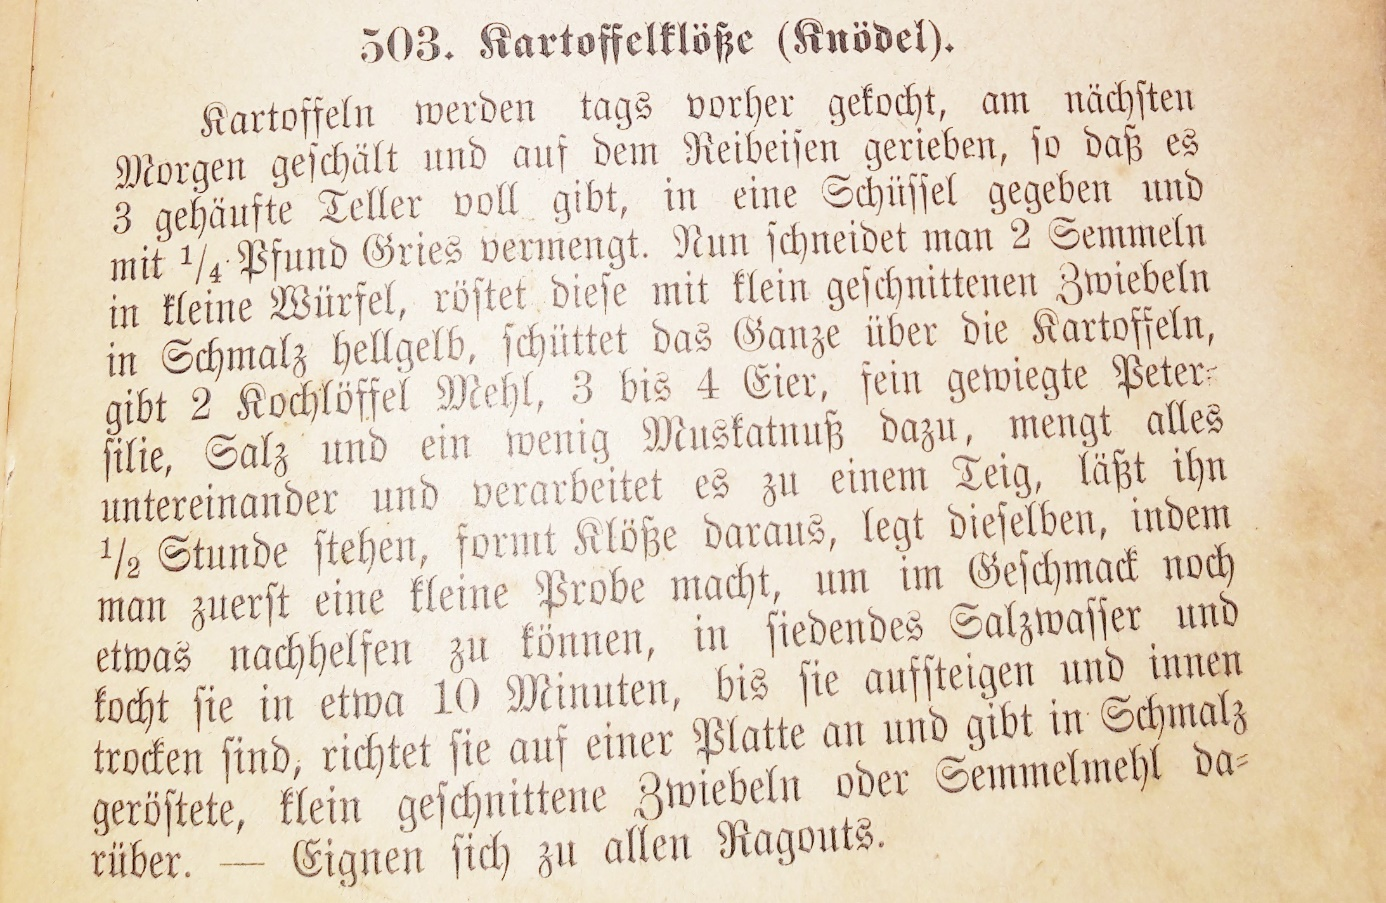 503. Kartoffelklöße (Knödel).
Kartoffeln werden tags vorher gekocht, am nächsten
Morgen geschält und auf dem Reibeisen gerieben, so daß es
3 gehäufte Teller voll gibt, in eine Schüssel gegeben und
mit 1/4 Pfund Gries vermengt. Nun schneidet man 2 Semmeln
in kleine Würfel, röstet diese mit klein geschnittenen Zwiebeln
in Schmalz hellgelb, schüttet das Ganze über die Kartoffeln,
gibt 2 Kochlöffel Mehl, 3 bis 4 Eier, fein gewiegte Peter-
silie, Salz und ein wenig Muskatnuß dazu, mengt alles
untereinander und verarbeitet es zu einem Teig, läßt ihn
1/2 Stunde stehen, formt Klöße daraus, legt dieselben, indem
man zuerst eine kleine Probe macht, um im Geschmack noch
etwas nachhelfen zu können, in siedendes Salzwasser und
kocht sie in etwa 10 Minuten, bis sie aufsteigen und innen
trocken sind, richtet sie auf einer Platte an und gibt in Schmalz
geröstete, klein geschnittene Zwiebeln oder Semmelmehl da-
rüber. — Eignen sich zu allen Ragouts.